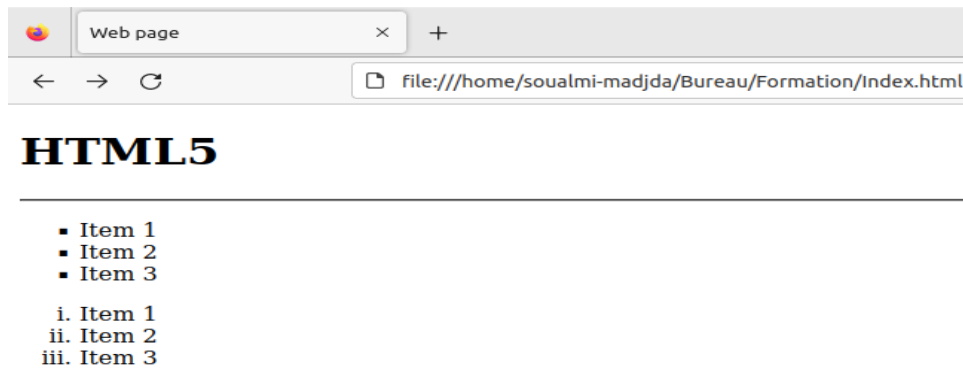 Web page
file:///home/soualmi-madjda/Bureau/Formation/Index.html
HTML5
▪ Item 1
▪ Item 2
▪ Item 3
i. Item 1
ii. Item 2
iii. Item 3